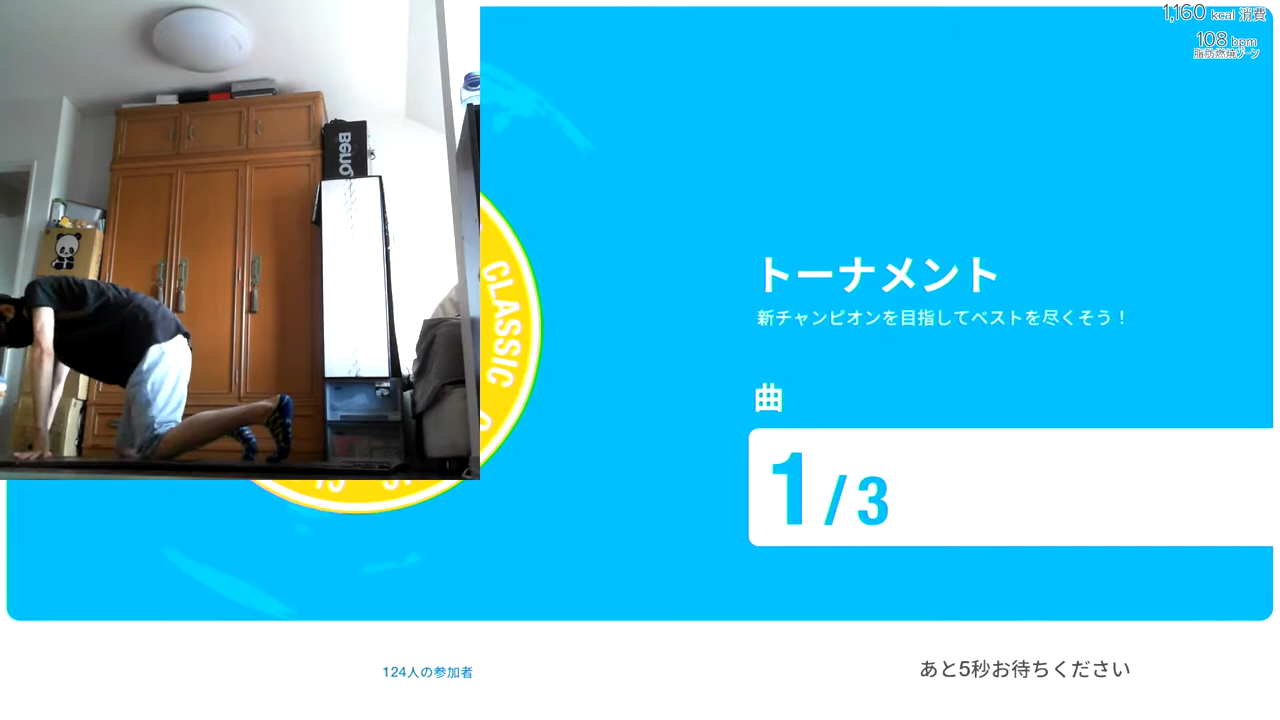 1,160 kcal 消費
108 bpm
脂肪燃焼ゾーン
BenQ
CLASSIC
トーナメント
新チャンピオンを目指してベストを尽くそう！
曲
1 / 3
124人の参加者
あと5秒お待ちください